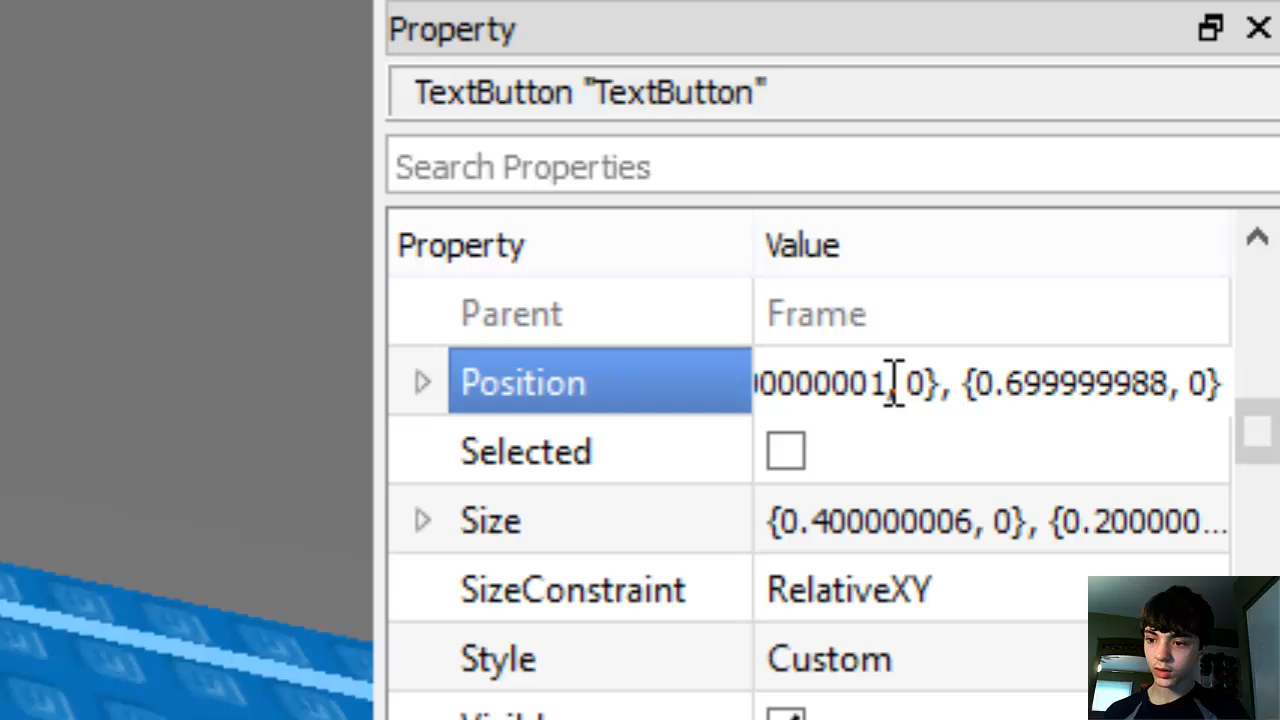 Property
TextButton "TextButton"
Search Properties
Property Value
Parent Frame
Position 00000001, 0}, {0.699999988, 0}
Selected
Size {0.400000006, 0}, {0.200000...
SizeConstraint RelativeXY
Style Custom